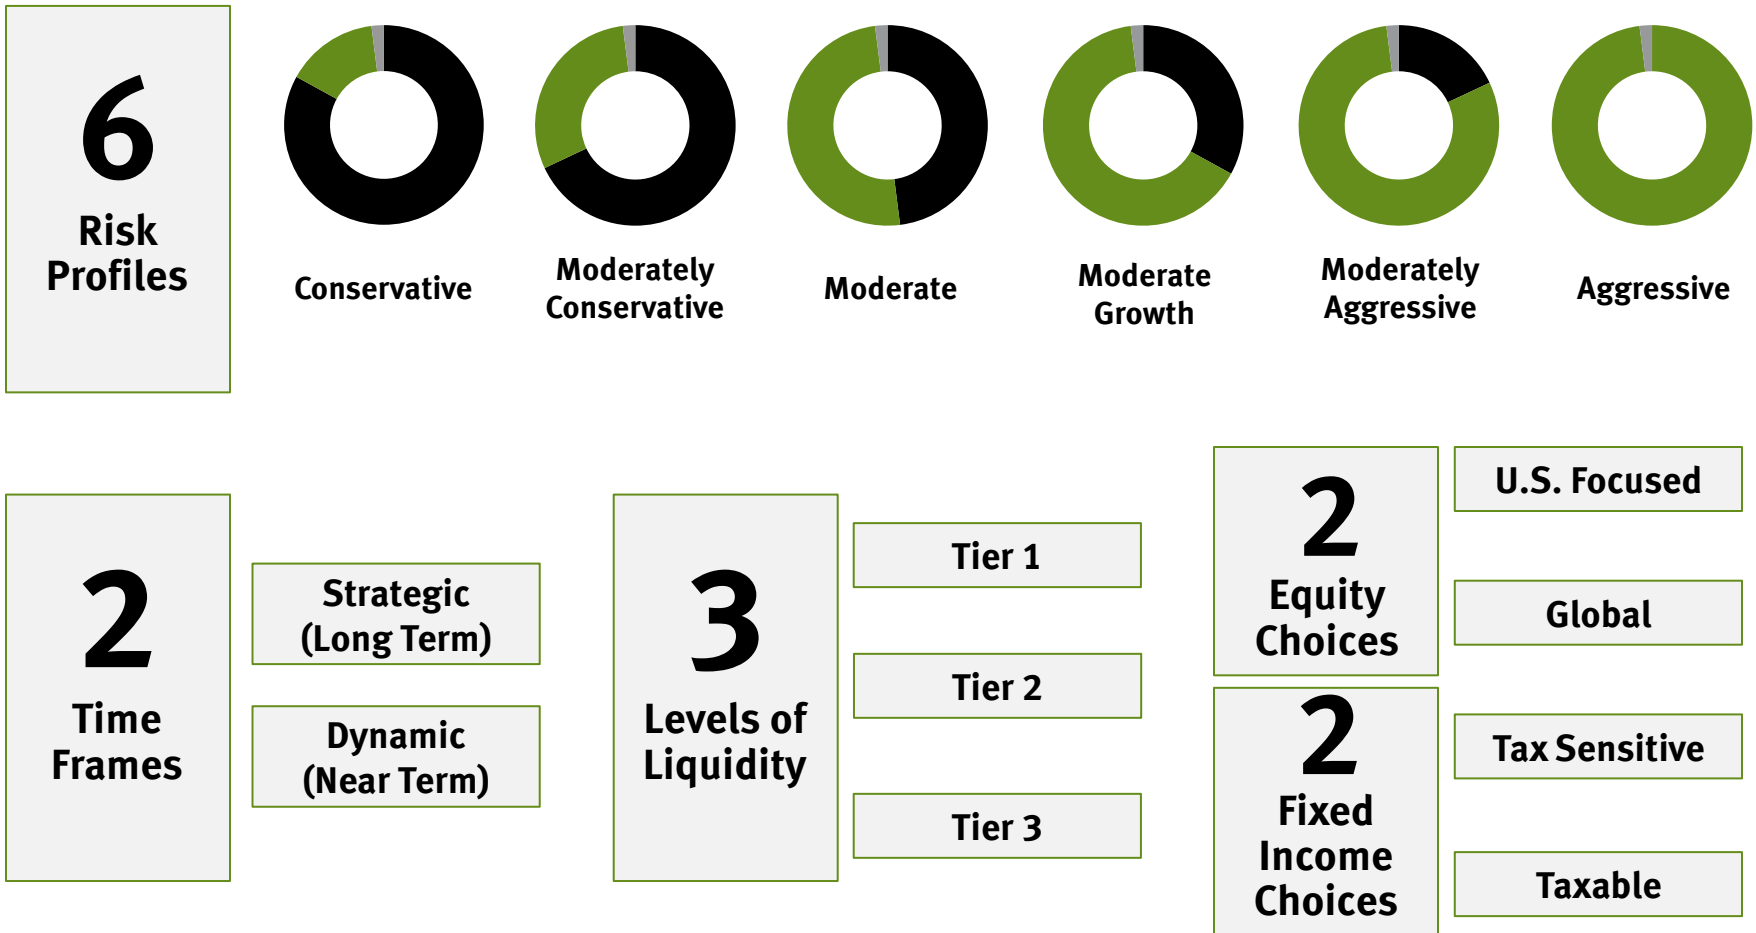 6
Risk
Profiles
Conservative
Moderately
Conservative
Moderate
Moderate
Growth
Moderately
Aggressive
Aggressive
2
Time
Frames
Strategic
(Long Term)
Dynamic
(Near Term)
3
Levels of
Liquidity
Tier 1
Tier 2
Tier 3
2
Equity
Choices
U.S. Focused
Global
2
Fixed
Income
Choices
Tax Sensitive
Taxable